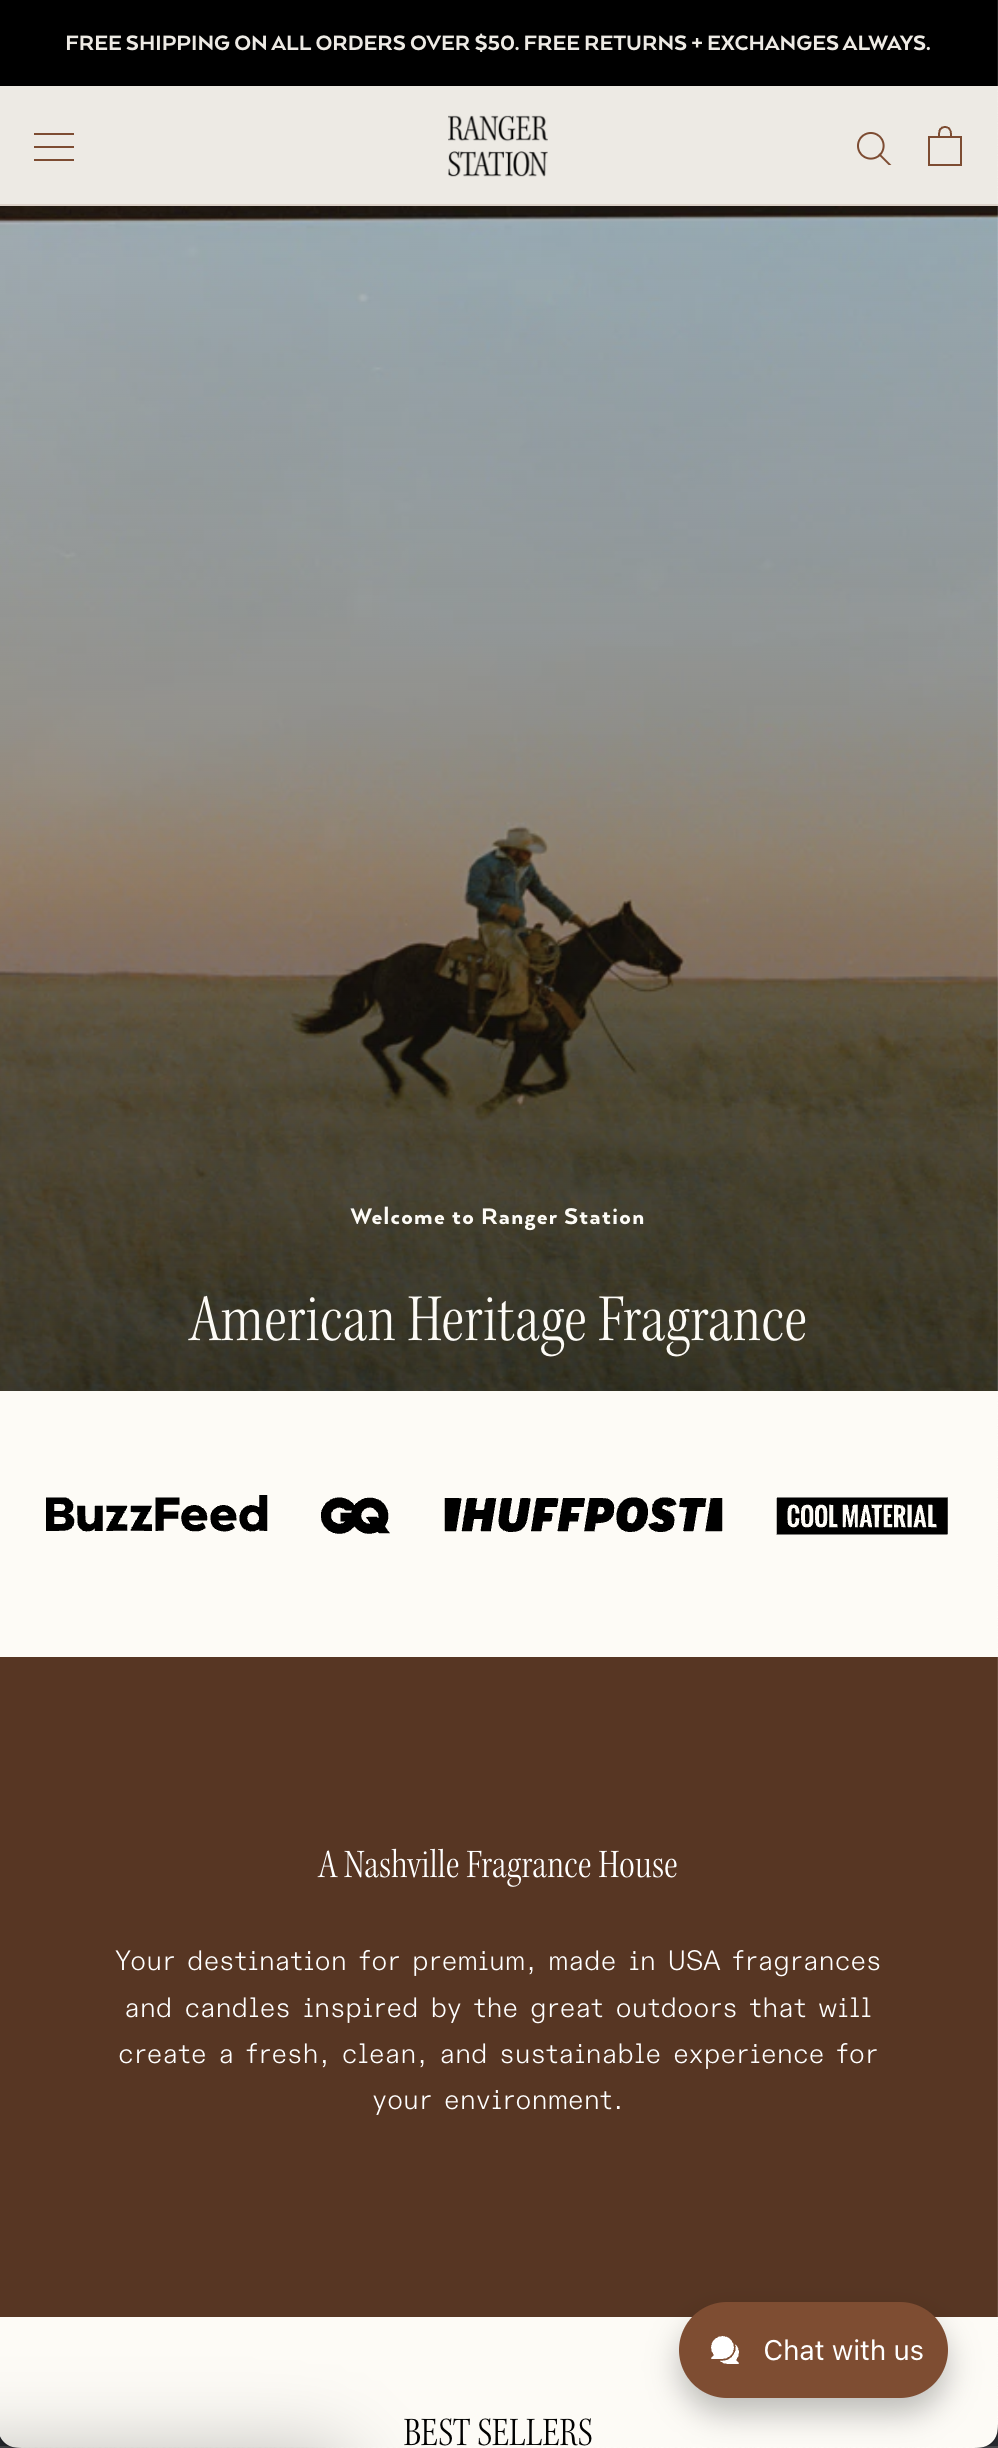 FREE SHIPPING ON ALL ORDERS OVER $50. FREE RETURNS + EXCHANGES ALWAYS.
RANGER
STATION
Welcome to Ranger Station
American Heritage Fragrance
BuzzFeed GQ HUFFPOST COOL MATERIAL
A Nashville Fragrance House
Your destination for premium, made in USA fragrances
and candles inspired by the great outdoors that will
create a fresh, clean, and sustainable experience for
your environment.
Chat with us
BEST SELLERS